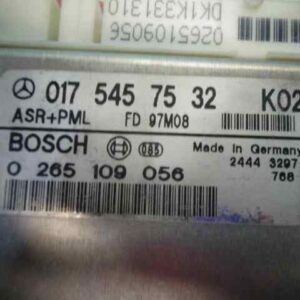 0265109056
DK1K331310
017 545 75 32 K02
ASR+PML FD 97M08
BOSCH 085 Made in Germany
2444 3297
0 265 109 056 768